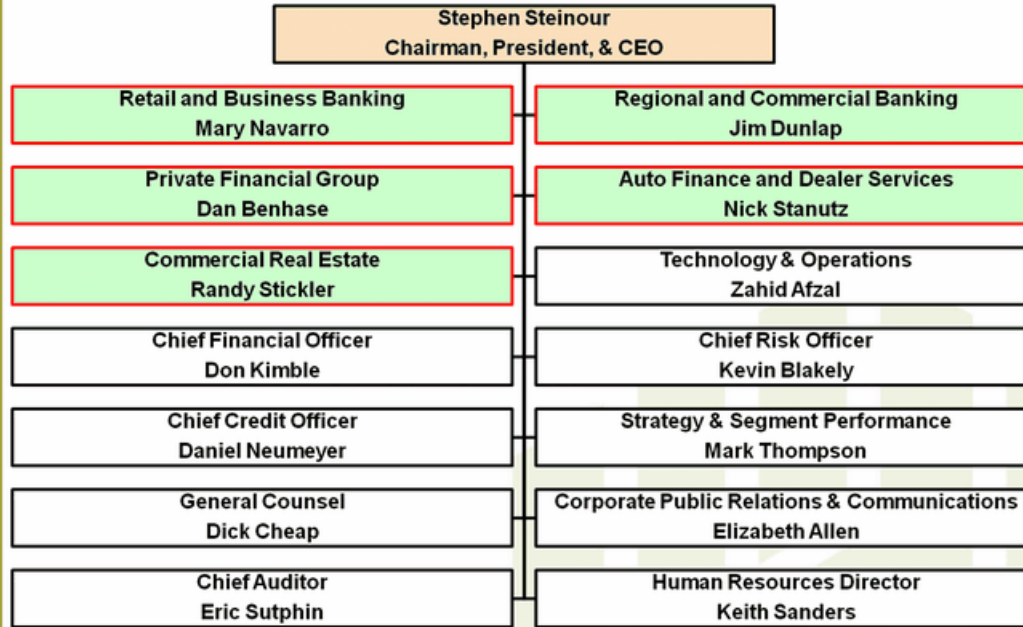 Stephen Steinour
Chairman, President, & CEO
Retail and Business Banking
Mary Navarro
Regional and Commercial Banking
Jim Dunlap
Private Financial Group
Dan Benhase
Auto Finance and Dealer Services
Nick Stanutz
Commercial Real Estate
Randy Stickler
Technology & Operations
Zahid Afzal
Chief Financial Officer
Don Kimble
Chief Risk Officer
Kevin Blakely
Chief Credit Officer
Daniel Neumeyer
Strategy & Segment Performance
Mark Thompson
General Counsel
Dick Cheap
Corporate Public Relations & Communications
Elizabeth Allen
Chief Auditor
Eric Sutphin
Human Resources Director
Keith Sanders